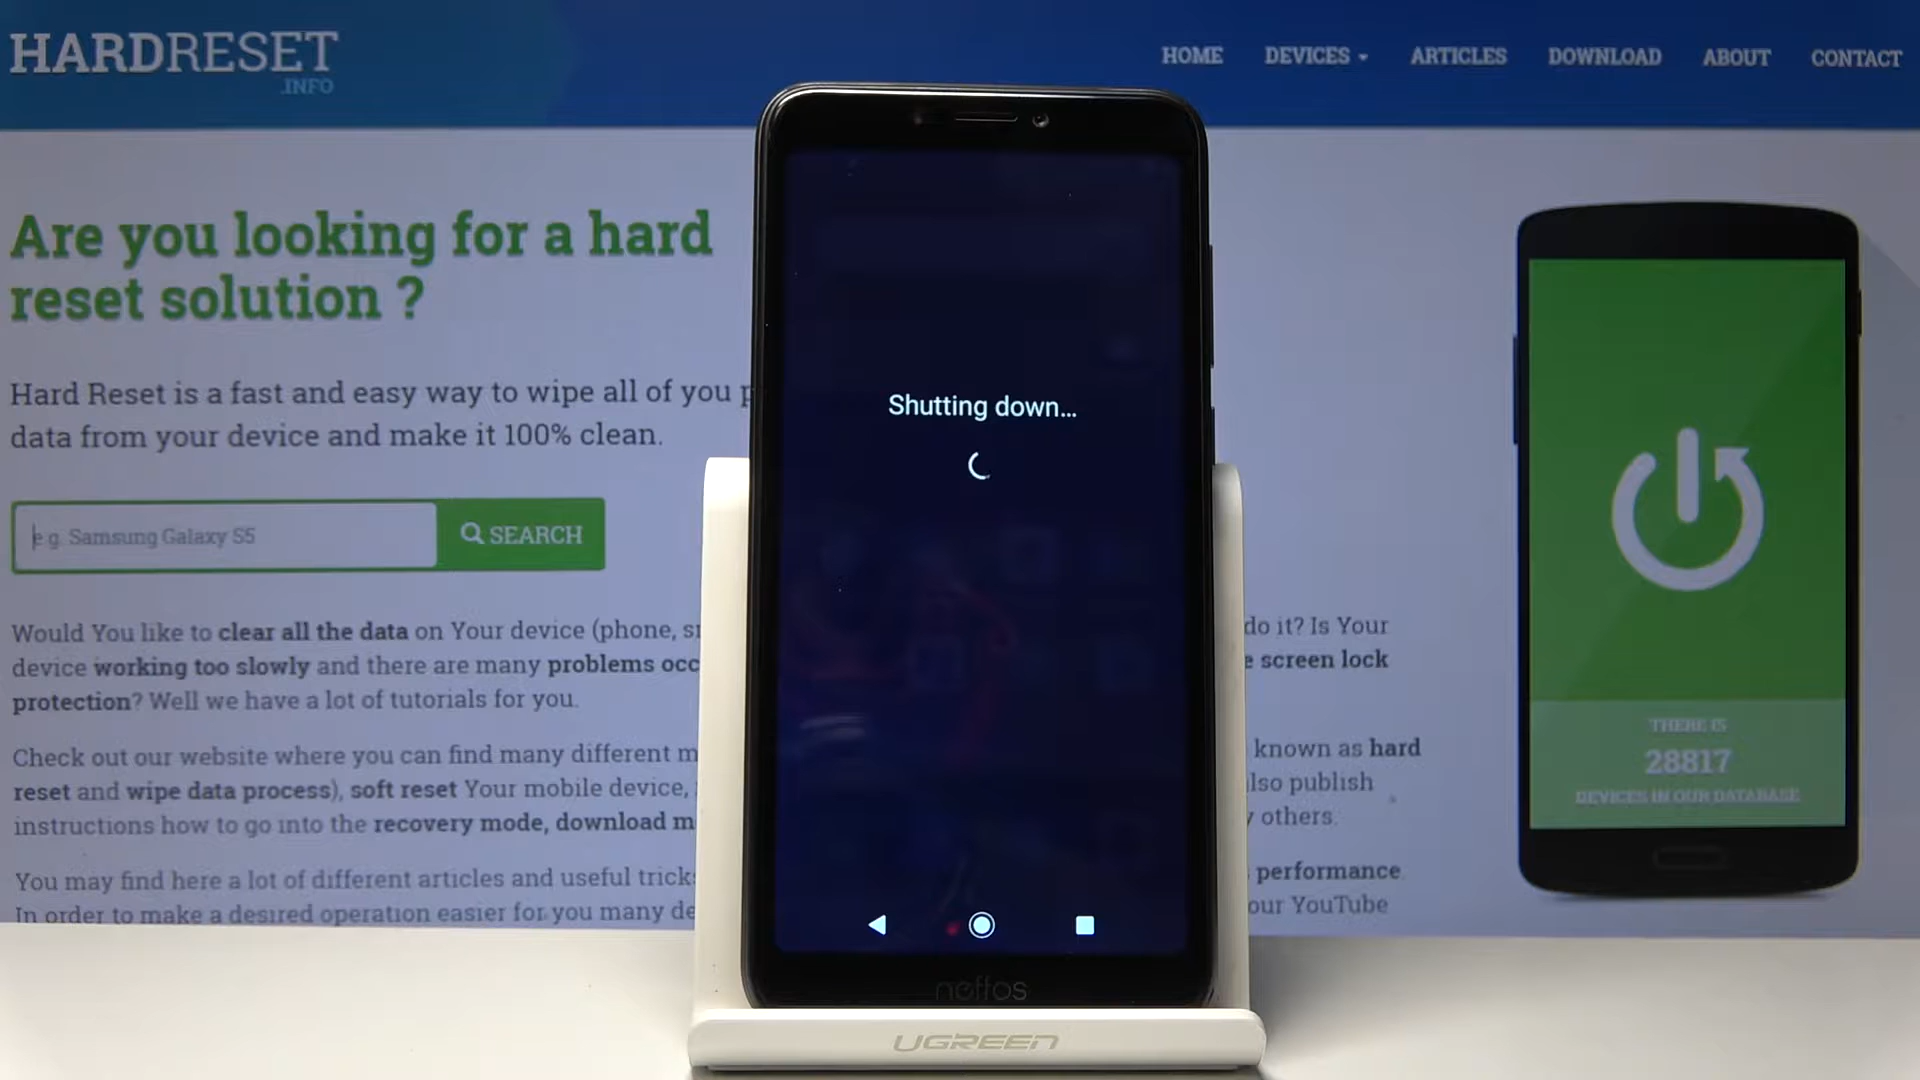 HARDRESET
.INFO
HOME DEVICES ARTICLES DOWNLOAD ABOUT CONTACT
Are you looking for a hard
reset solution ?
Hard Reset is a fast and easy way to wipe all of you p
data from your device and make it 100% clean.
e.g. Samsung Galaxy S5
SEARCH
Would You like to clear all the data on Your device (phone, do it? Is Your
device working too slowly and there are many problems occ e screen lock
protection? Well we have a lot of tutorials for you.
Check out our website where you can find many different m known as hard
reset and wipe data process), soft reset Your mobile device, also publish
instructions how to go into the recovery mode, download m y others.
You may find here a lot of different articles and useful tricks performance
In order to make a desired operation easier for you many de our YouTube
Shutting down...
neffos
UGREEN
THERE IS
28817
DEVICES IN OUR DATABASE